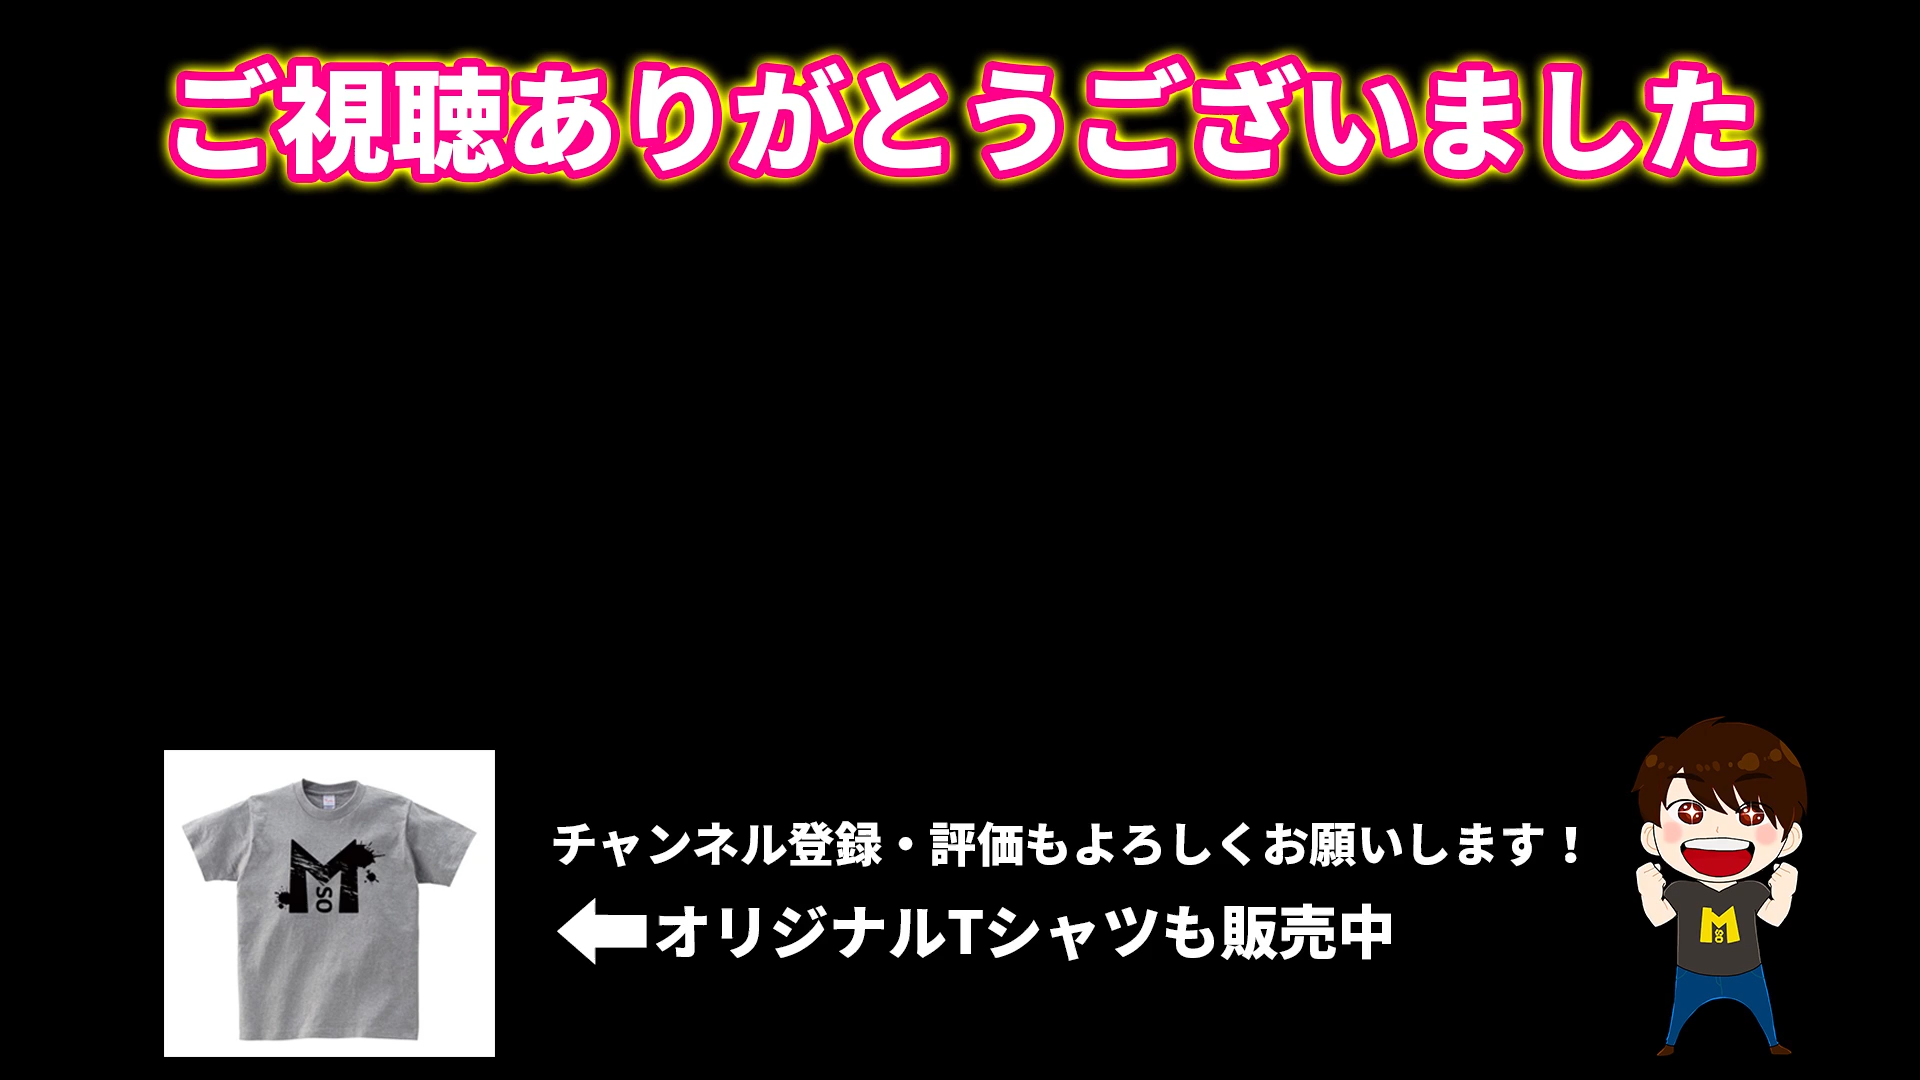 ご視聴ありがとうございました
チャンネル登録・評価もよろしくお願いします！
オリジナルTシャツも販売中
M
SO
M
SO